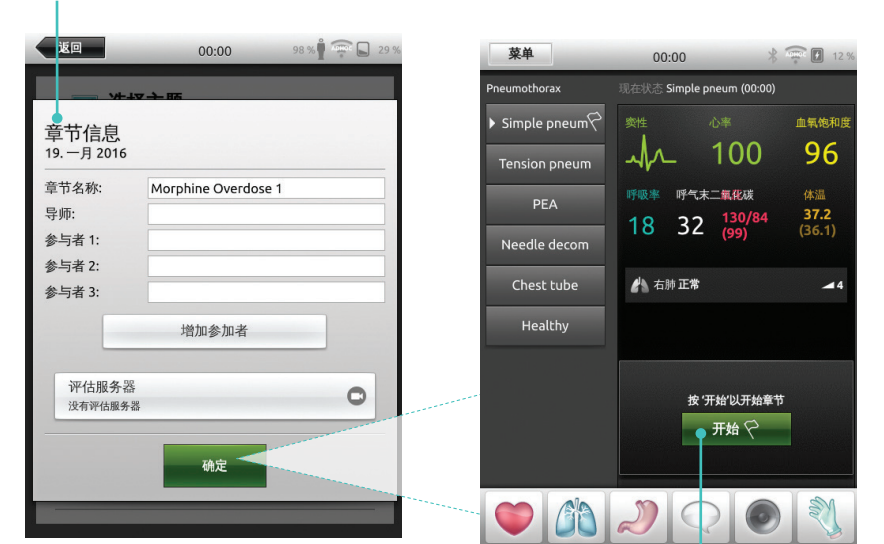 返回
00:00
98 %
29 %
选择主题
章节信息
19. 一月 2016
章节名称:
Morphine Overdose 1
导师:
参与者 1:
参与者 2:
参与者 3:
增加参加者
评估服务器
没有评估服务器
确定
菜单
00:00
12 %
Pneumothorax
现在状态 Simple pneum (00:00)
Simple pneum
Tension pneum
PEA
Needle decom
Chest tube
Healthy
窦性
心率
血氧饱和度
100
96
呼吸率
呼气末二氧化碳
体温
18
32
130/84
(99)
37.2
(36.1)
右肺 正常
4
按 '开始'以开始章节
开始